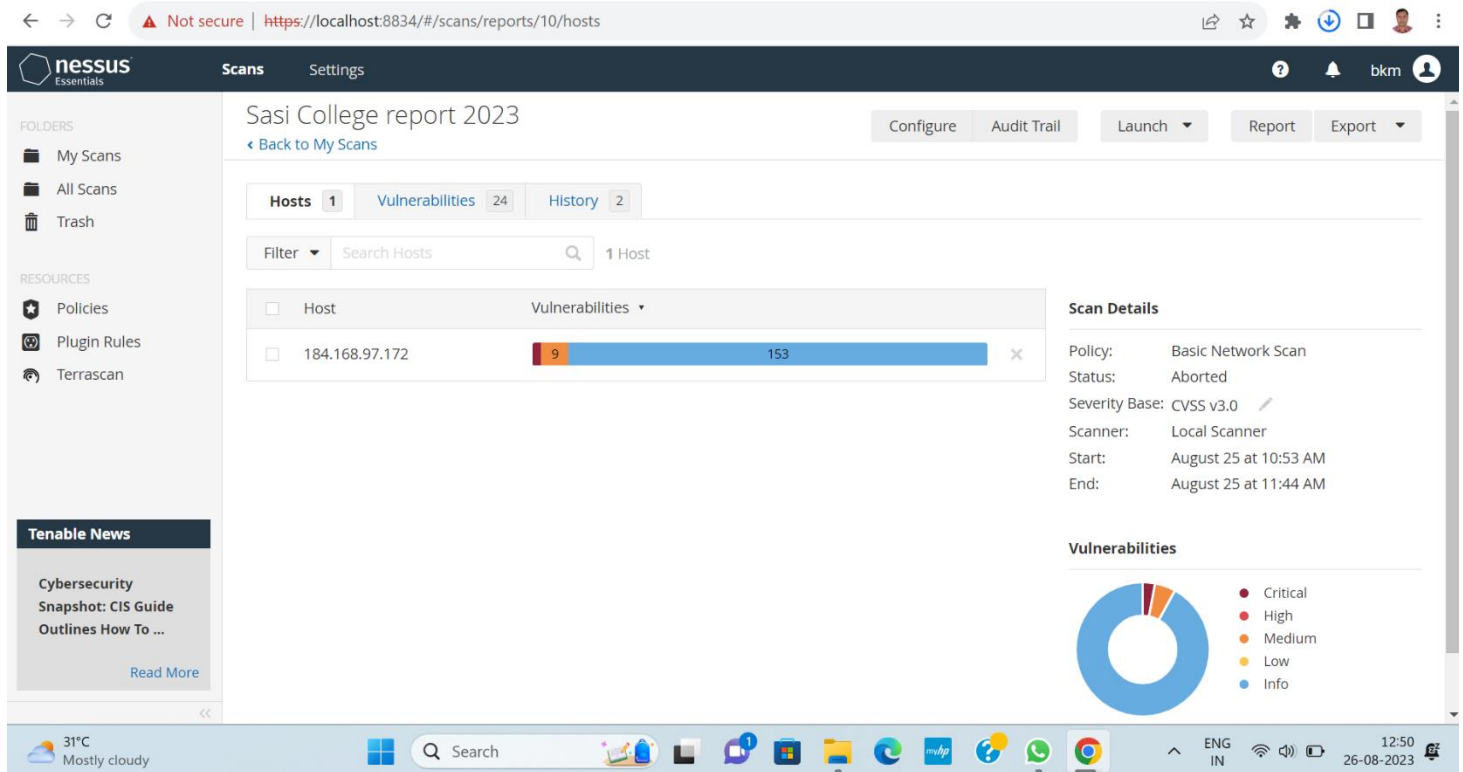 Not secure | https://localhost:8834/#/scans/reports/10/hosts
nessus
Essentials
Scans Settings
? bkm
FOLDERS
My Scans
All Scans
Trash
RESOURCES
Policies
Plugin Rules
Terrascan
Tenable News
Cybersecurity
Snapshot: CIS Guide
Outlines How To ...
Read More
<<
Sasi College report 2023
‹ Back to My Scans
Configure Audit Trail Launch Report Export
Hosts 1 Vulnerabilities 24 History 2
Filter Search Hosts 1 Host
Host Vulnerabilities
184.168.97.172 9 153
Scan Details
Policy: Basic Network Scan
Status: Aborted
Severity Base: CVSS v3.0
Scanner: Local Scanner
Start: August 25 at 10:53 AM
End: August 25 at 11:44 AM
Vulnerabilities
Critical
High
Medium
Low
Info
31°C
Mostly cloudy
Search
1
myhp
?
ENG
IN
12:50
26-08-2023